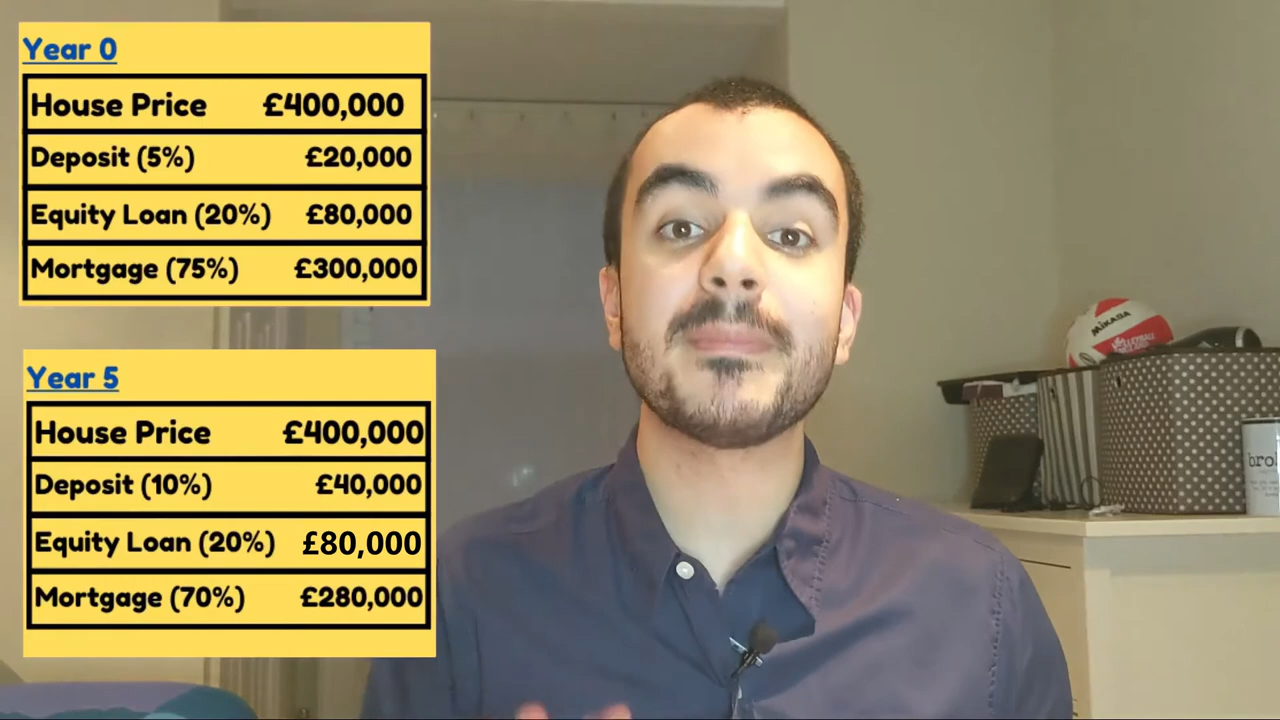 Year 0
House Price £400,000
Deposit (5%) £20,000
Equity Loan (20%) £80,000
Mortgage (75%) £300,000
Year 5
House Price £400,000
Deposit (10%) £40,000
Equity Loan (20%) £80,000
Mortgage (70%) £280,000
MIKASA
VOLLEYBALL
bro